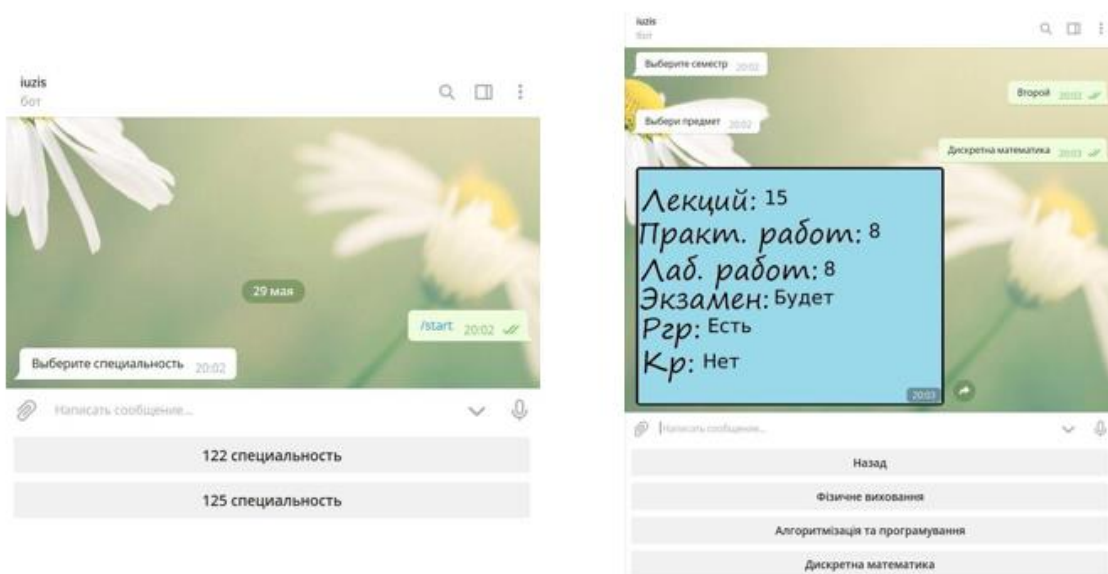 iuzis
бот
29 мая
/start 20:02
Выберите специальность 20:02
Написать сообщение...
122 специальность
125 специальность
iuzis
бот
Выберите семестр 20:02
Второй 20:02
Выбери предмет 20:02
Дискретна математика 20:03
Лекций: 15
Практ. работ: 8
Лаб. работ: 8
Экзамен: Будет
Ргр: Есть
Кр: Нет
20:03
Написать сообщение...
Назад
Фізичне виховання
Алгоритмізація та програмування
Дискретна математика